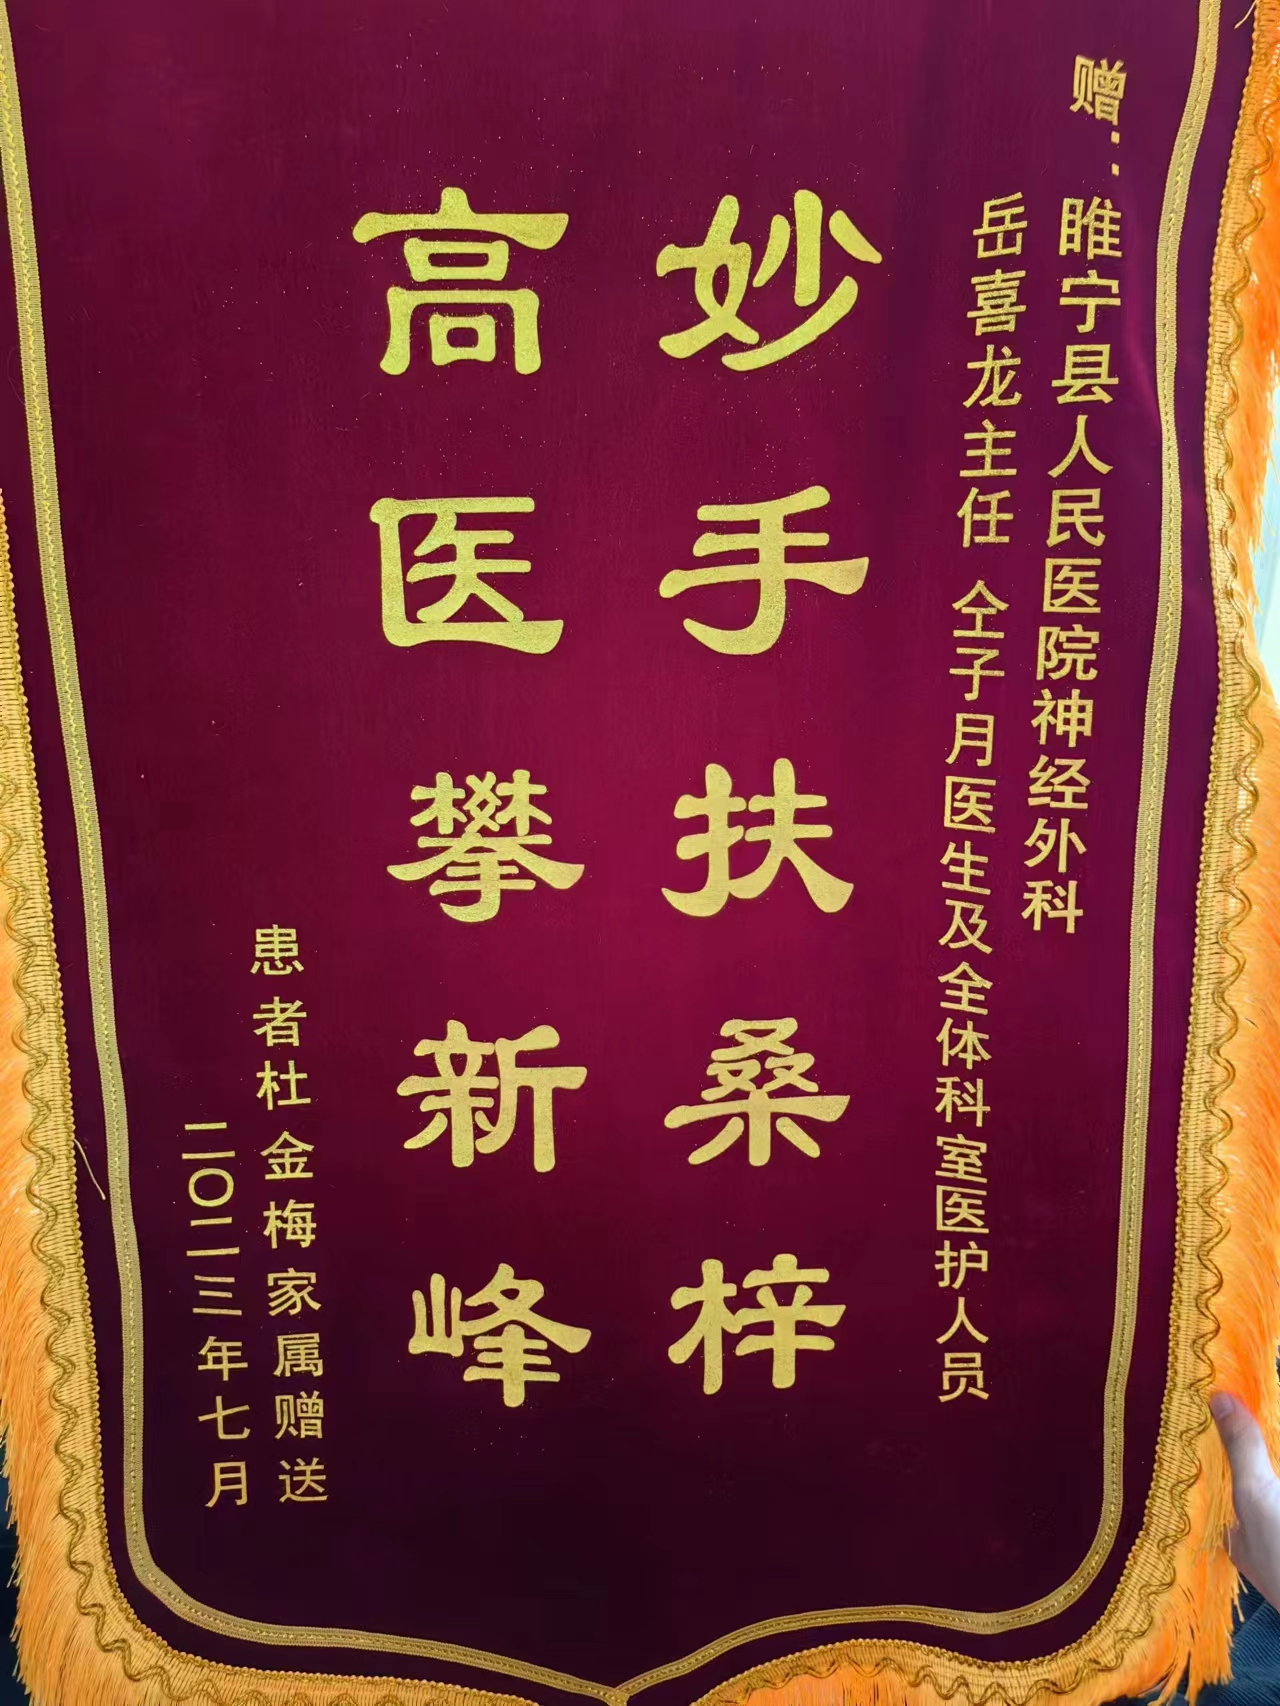 赠：睢宁县人民医院神经外科
岳喜龙主任 仝子月医生及全体科室医护人员
妙手扶桑梓
高医攀新峰
患者杜金梅家属赠送
二〇二三年七月